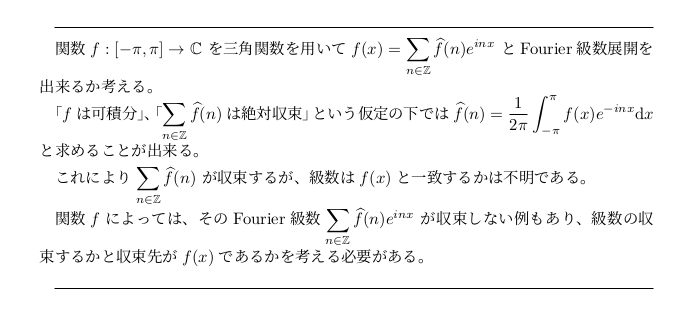 関数 $f : [-\pi, \pi] \to \mathbb{C}$ を三角関数を用いて $f(x) = \sum_{n \in \mathbb{Z}} \widehat{f}(n) e^{inx}$ と Fourier 級数展開を
出来るか考える。
「$f$ は可積分」、「$\sum_{n \in \mathbb{Z}} \widehat{f}(n)$ は絶対収束」という仮定の下では $\widehat{f}(n) = \frac{1}{2\pi} \int_{-\pi}^{\pi} f(x) e^{-inx} \mathrm{d}x$
と求めることが出来る。
これにより $\sum_{n \in \mathbb{Z}} \widehat{f}(n)$ が収束するが、級数は $f(x)$ と一致するかは不明である。
関数 $f$ によっては、その Fourier 級数 $\sum_{n \in \mathbb{Z}} \widehat{f}(n) e^{inx}$ が収束しない例もあり、級数の収
束するかと収束先が $f(x)$ であるかを考える必要がある。